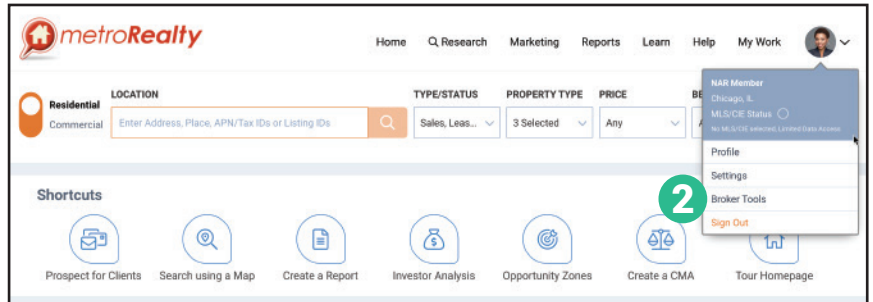 metroRealty
Home Research Marketing Reports Learn Help My Work
Residential
Commercial
LOCATION
Enter Address, Place, APN/Tax IDs or Listing IDs
TYPE/STATUS
Sales, Leas...
PROPERTY TYPE
3 Selected
PRICE
Any
BE
NAR Member
Chicago, IL
MLS/CIE Status
No MLS/CIE selected, Limited Data Access
Profile
Settings
2
Broker Tools
Sign Out
Shortcuts
Prospect for Clients
Search using a Map
Create a Report
Investor Analysis
Opportunity Zones
Create a CMA
Tour Homepage